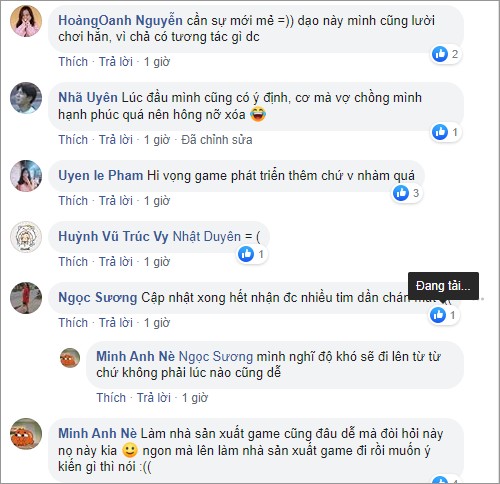 HoàngOanh Nguyễn cần sự mới mẻ =)) dạo này mình cũng lười
chơi hẳn, vì chả có tương tác gì dc
2
Thích · Trả lời · 1 giờ
Nhã Uyên Lúc đầu mình cũng có ý định, cơ mà vợ chồng mình
hạnh phúc quá nên hông nỡ xóa 😂
1
Thích · Trả lời · 1 giờ · Đã chỉnh sửa
Uyen le Pham Hi vọng game phát triển thêm chứ v nhàm quá
3
Thích · Trả lời · 1 giờ
Huỳnh Vũ Trúc Vy Nhật Duyên = (
1
Thích · Trả lời · 1 giờ
Đang tải...
Ngọc Sương Cập nhật xong hết nhận đc nhiều tim dần chán
1
Thích · Trả lời · 1 giờ
Minh Anh Nè Ngọc Sương mình nghĩ độ khó sẽ đi lên từ từ
chứ không phải lúc nào cũng dễ
Thích · Trả lời · 1 giờ
Minh Anh Nè Làm nhà sản xuất game cũng đâu dễ mà đòi hỏi này
nọ này kia 🙂 ngon mà lên làm nhà sản xuất game đi rồi muốn ý
kiến gì thì nói :((